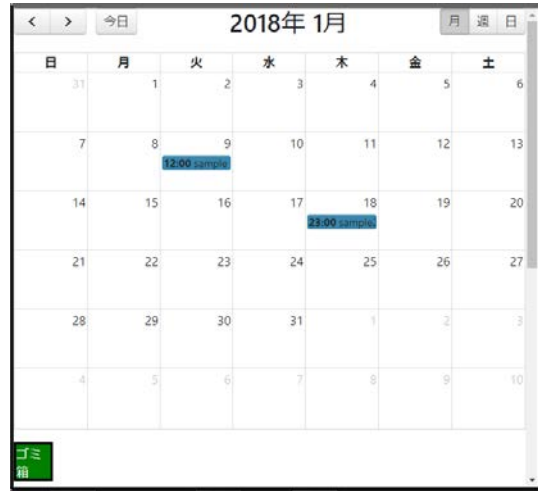 < > 今日 2018年 1月 月 週 日
日 月 火 水 木 金 土
31 1 2 3 4 5 6
7 8 9 10 11 12 13
12:00 sample
14 15 16 17 18 19 20
23:00 sample
21 22 23 24 25 26 27
28 29 30 31 1 2 3
4 5 6 7 8 9 10
ゴミ
箱